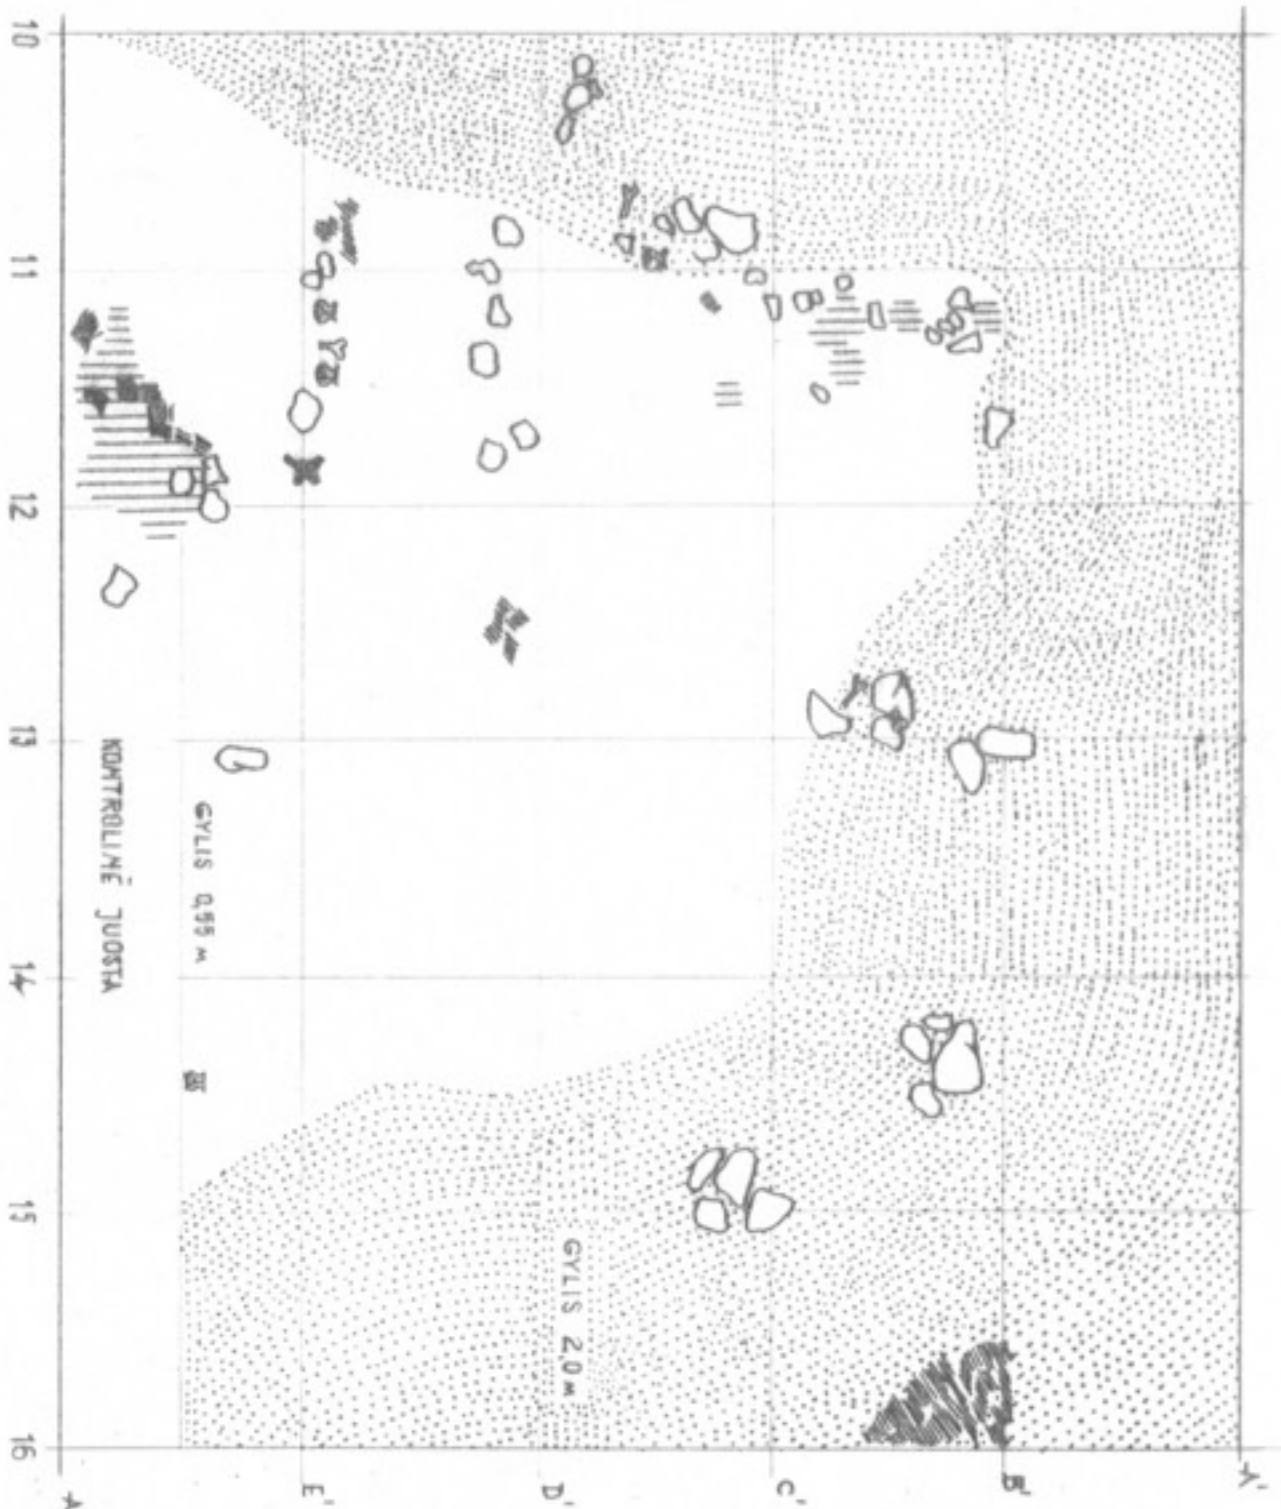 10
11
12
13
14
15
16
KONTROLINĖ JUOSTA
GYLIS 0,55 m
GYLIS 2.0 m
A
E'
D'
C'
B'
A'